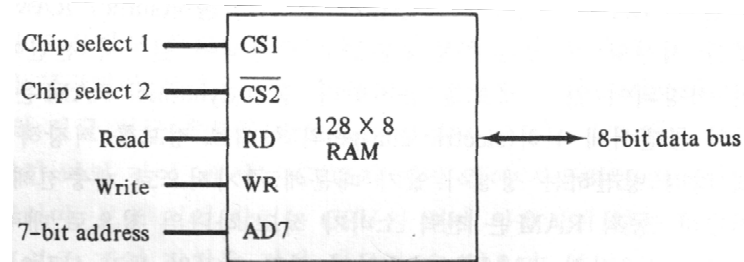 Chip select 1 CS1
Chip select 2 C̅S̅2̅
Read RD 128 × 8 RAM 8-bit data bus
Write WR
7-bit address AD7